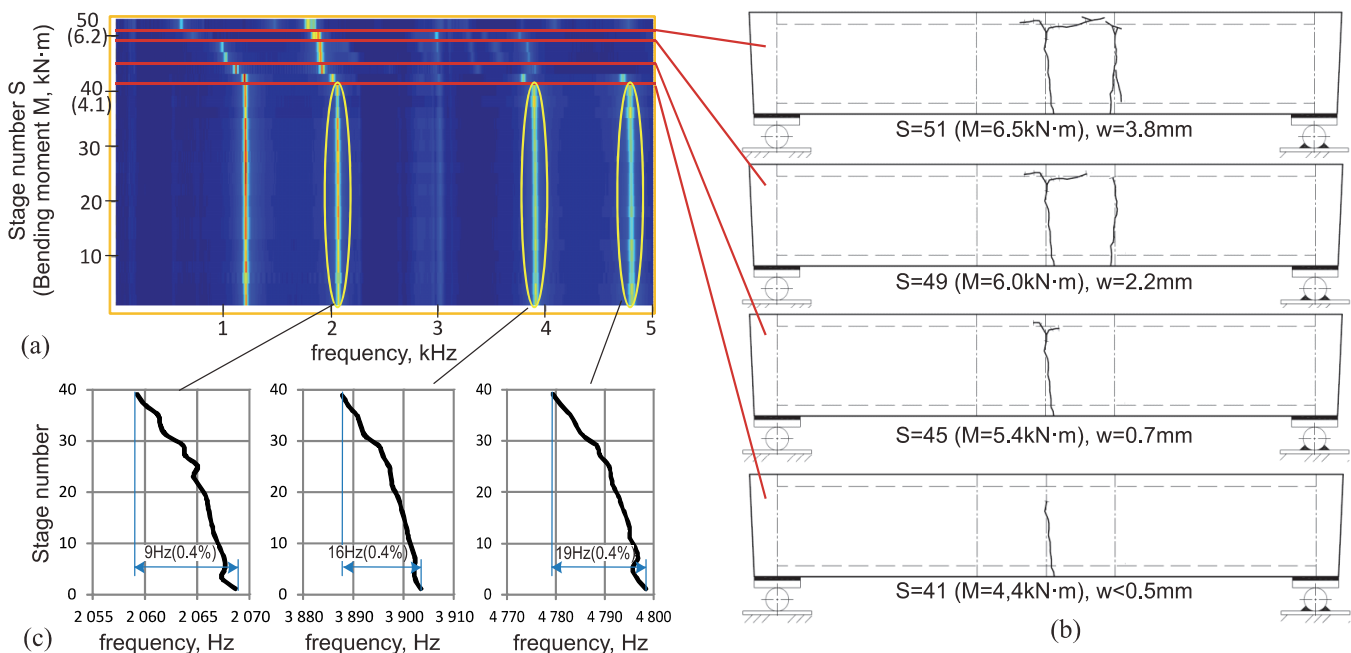 Stage number S
(Bending moment M, kN·m)
50
(6.2)
40
(4.1)
30
20
10
1 2 3 4 5
frequency, kHz
(a)
S=51 (M=6.5kN·m), w=3.8mm
S=49 (M=6.0kN·m), w=2.2mm
S=45 (M=5.4kN·m), w=0.7mm
S=41 (M=4,4kN·m), w<0.5mm
(b)
Stage number
40
30
20
10
0
9Hz(0.4%)
2 055 2 060 2 065 2 070
frequency, Hz
40
30
20
10
0
16Hz(0.4%)
3 880 3 890 3 900 3 910
frequency, Hz
40
30
20
10
0
19Hz(0.4%)
4 770 4 780 4 790 4 800
frequency, Hz
(c)